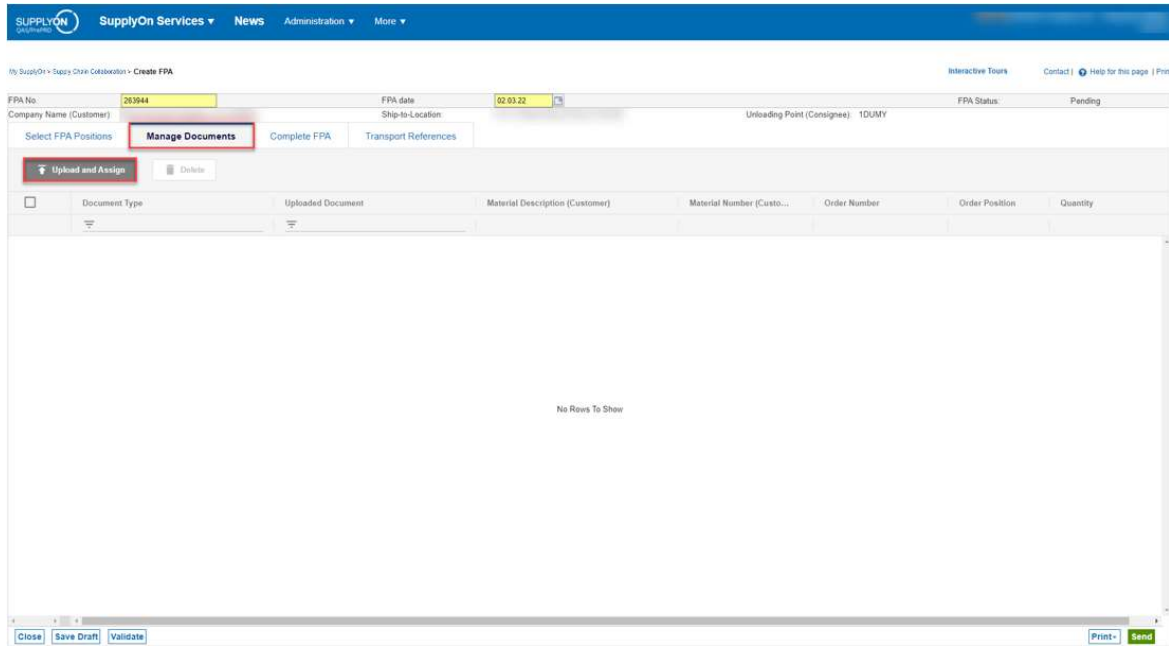 SUPPLYON
SupplyOn Services ▾ News Administration ▾ More ▾
My SupplyOn > Supply Chain Collaboration > Create FPA
Interactive Tours Contact | Help for this page | Prin
FPA No. 263944 FPA date 02.03.22 FPA Status: Pending
Company Name (Customer) Ship-to-Location: Unloading Point (Consignee): 1DUMY
Select FPA Positions Manage Documents Complete FPA Transport References
Upload and Assign Delete
Document Type Uploaded Document Material Description (Customer) Material Number (Custo... Order Number Order Position Quantity
No Rows To Show
Close Save Draft Validate Print Send